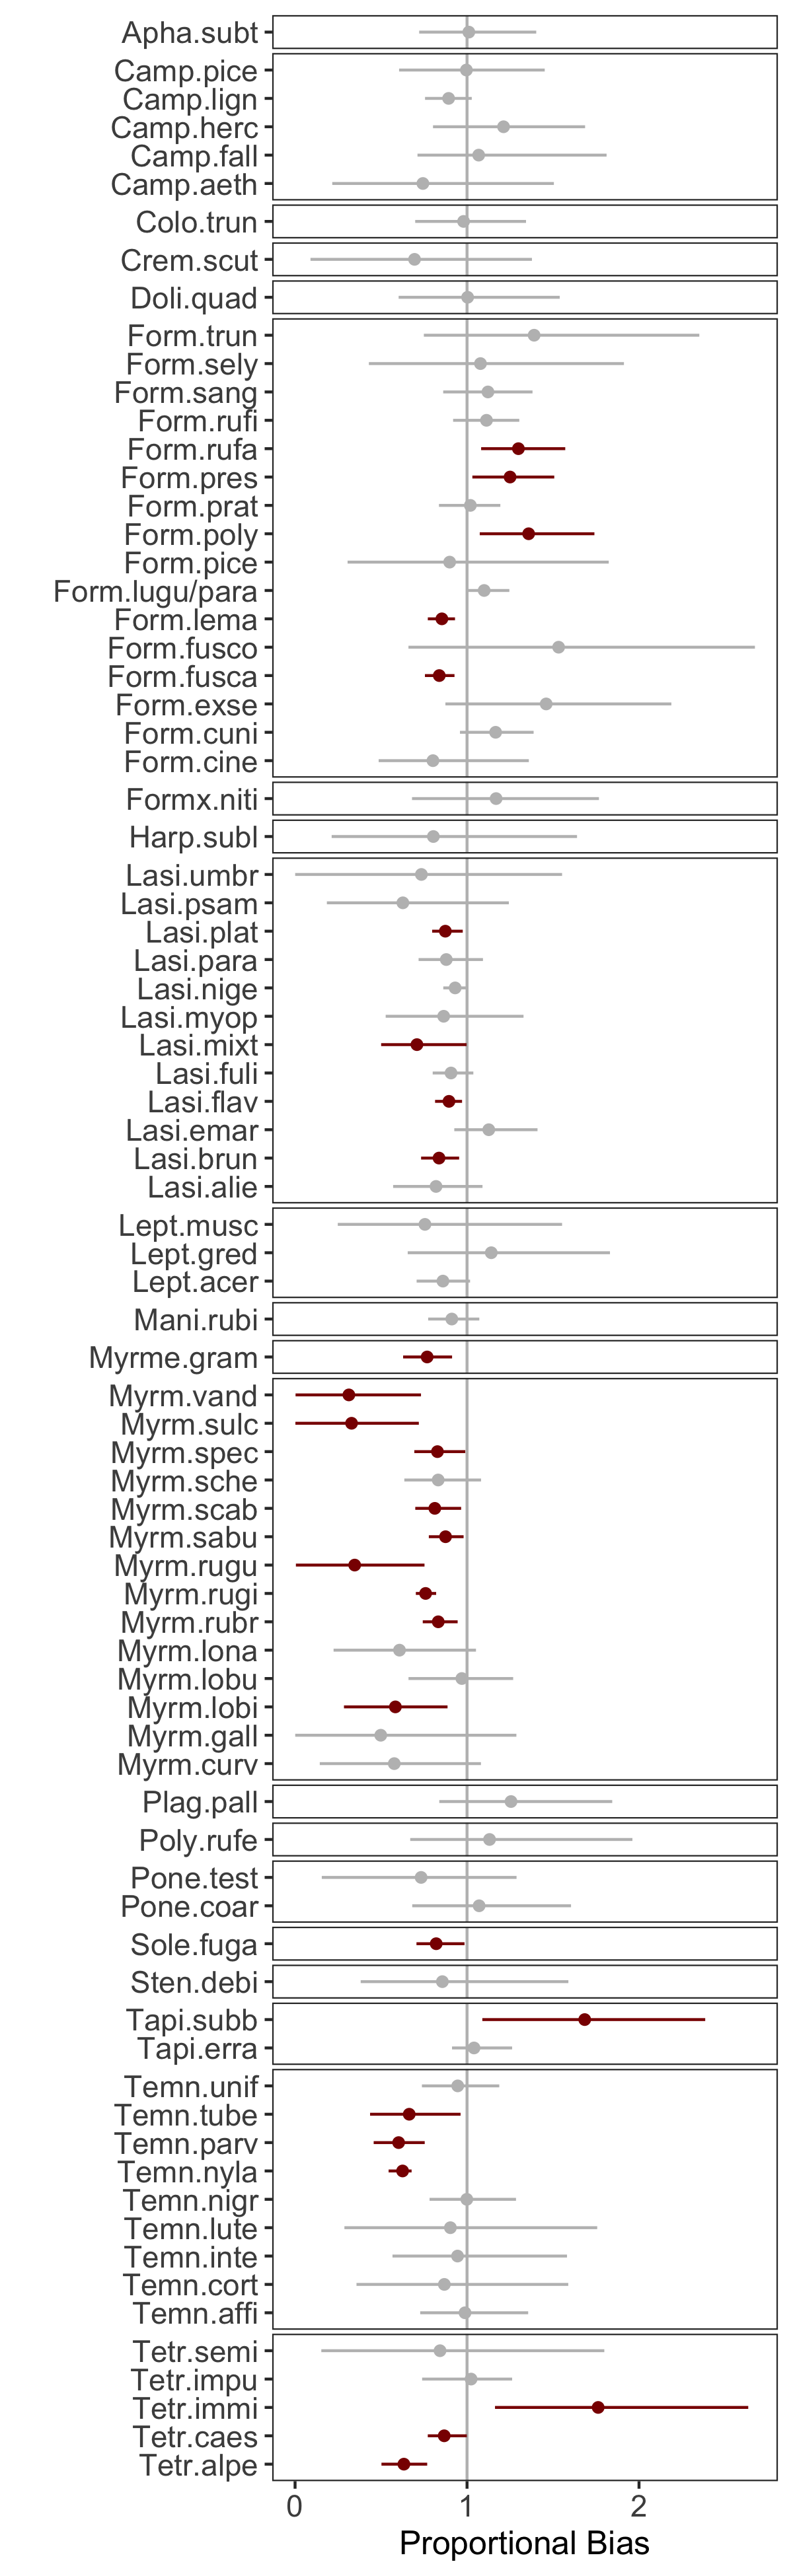 Apha.subt
Camp.pice
Camp.lign
Camp.herc
Camp.fall
Camp.aeth
Colo.trun
Crem.scut
Doli.quad
Form.trun
Form.sely
Form.sang
Form.rufi
Form.rufa
Form.pres
Form.prat
Form.poly
Form.pice
Form.lugu/para
Form.lema
Form.fusco
Form.fusca
Form.exse
Form.cuni
Form.cine
Formx.niti
Harp.subl
Lasi.umbr
Lasi.psam
Lasi.plat
Lasi.para
Lasi.nige
Lasi.myop
Lasi.mixt
Lasi.fuli
Lasi.flav
Lasi.emar
Lasi.brun
Lasi.alie
Lept.musc
Lept.gred
Lept.acer
Mani.rubi
Myrme.gram
Myrm.vand
Myrm.sulc
Myrm.spec
Myrm.sche
Myrm.scab
Myrm.sabu
Myrm.rugu
Myrm.rugi
Myrm.rubr
Myrm.lona
Myrm.lobu
Myrm.lobi
Myrm.gall
Myrm.curv
Plag.pall
Poly.rufe
Pone.test
Pone.coar
Sole.fuga
Sten.debi
Tapi.subb
Tapi.erra
Temn.unif
Temn.tube
Temn.parv
Temn.nyla
Temn.nigr
Temn.lute
Temn.inte
Temn.cort
Temn.affi
Tetr.semi
Tetr.impu
Tetr.immi
Tetr.caes
Tetr.alpe
0 1 2
Proportional Bias